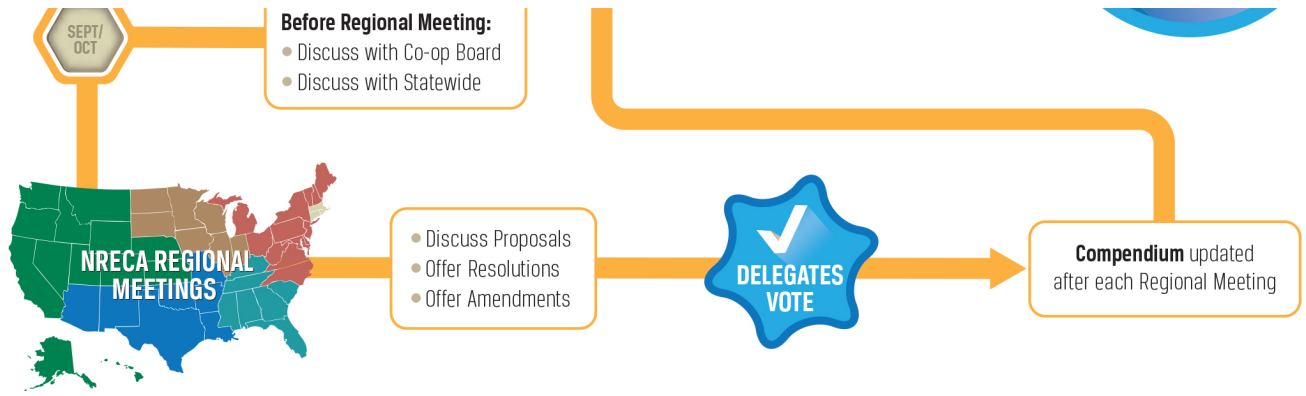 SEPT/
OCT
Before Regional Meeting:
• Discuss with Co-op Board
• Discuss with Statewide
NRECA REGIONAL
MEETINGS
• Discuss Proposals
• Offer Resolutions
• Offer Amendments
DELEGATES
VOTE
Compendium updated
after each Regional Meeting